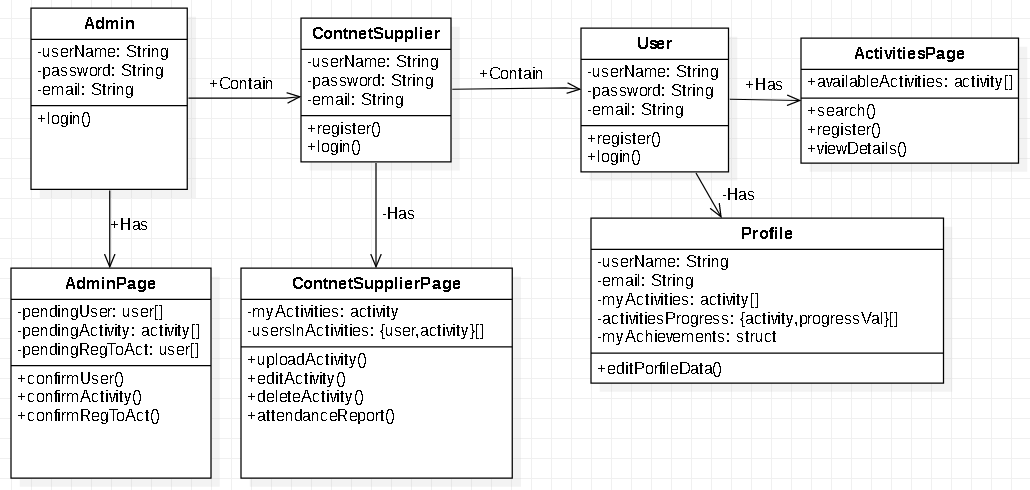 Admin
-userName: String
-password: String
-email: String
+login()
+Contain
ContnetSupplier
-userName: String
-password: String
-email: String
+register()
+login()
+Contain
User
-userName: String
-password: String
-email: String
+register()
+login()
+Has
ActivitiesPage
+availableActivities: activity[]
+search()
+register()
+viewDetails()
+Has
-Has
-Has
AdminPage
-pendingUser: user[]
-pendingActivity: activity[]
-pendingRegToAct: user[]
+confirmUser()
+confirmActivity()
+confirmRegToAct()
ContnetSupplierPage
-myActivities: activity
-usersInActivities: {user,activity}[]
+uploadActivity()
+editActivity()
+deleteActivity()
+attendanceReport()
Profile
-userName: String
-email: String
-myActivities: activity[]
-activitiesProgress: {activity,progressVal}[]
-myAchievements: struct
+editPorfileData()